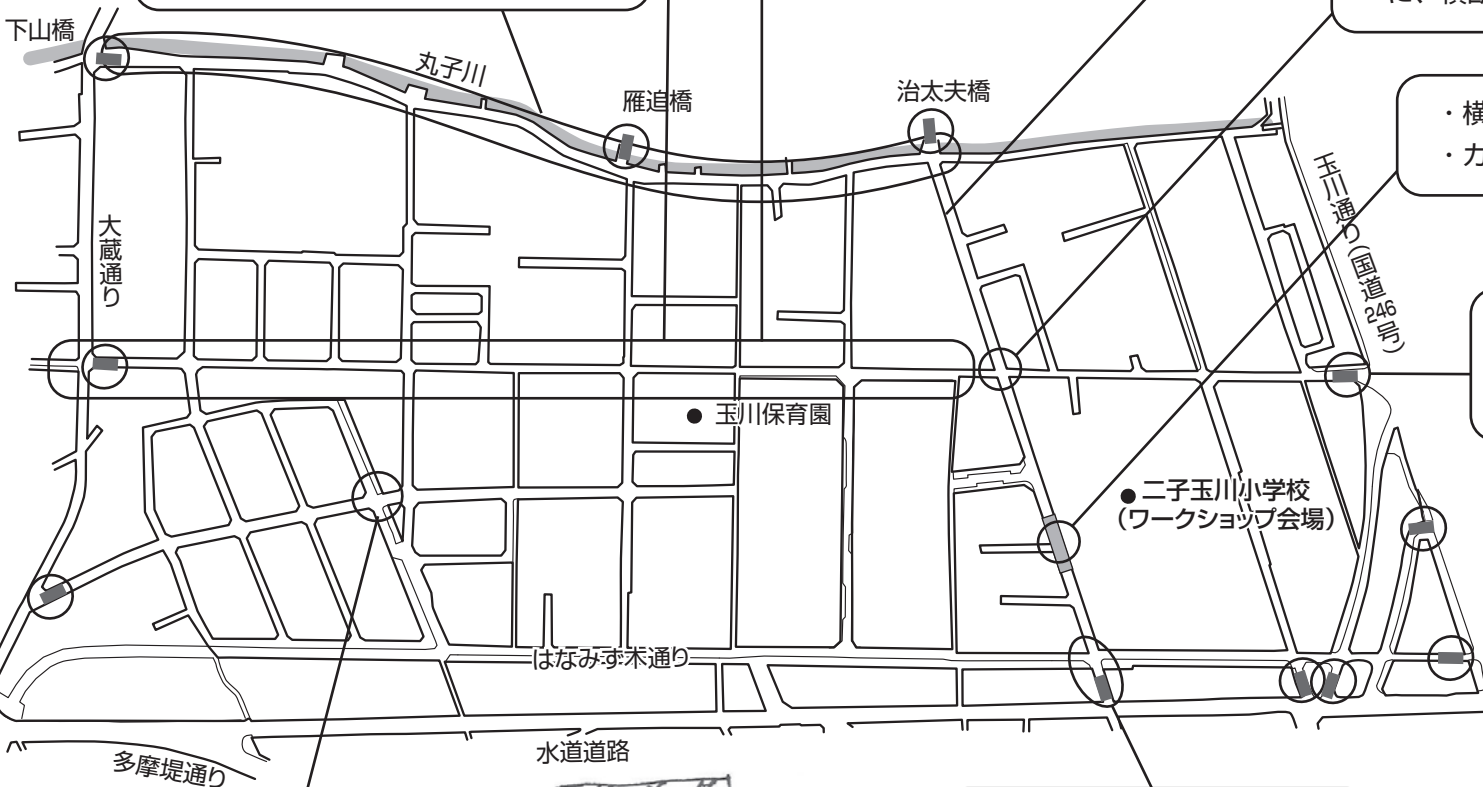 下山橋
丸子川
雁追橋
治太夫橋
・横
・カ
大蔵通り
玉川通り(国道246号)
玉川保育園
二子玉川小学校
(ワークショップ会場)
はなみず木通り
水道道路
多摩堤通り